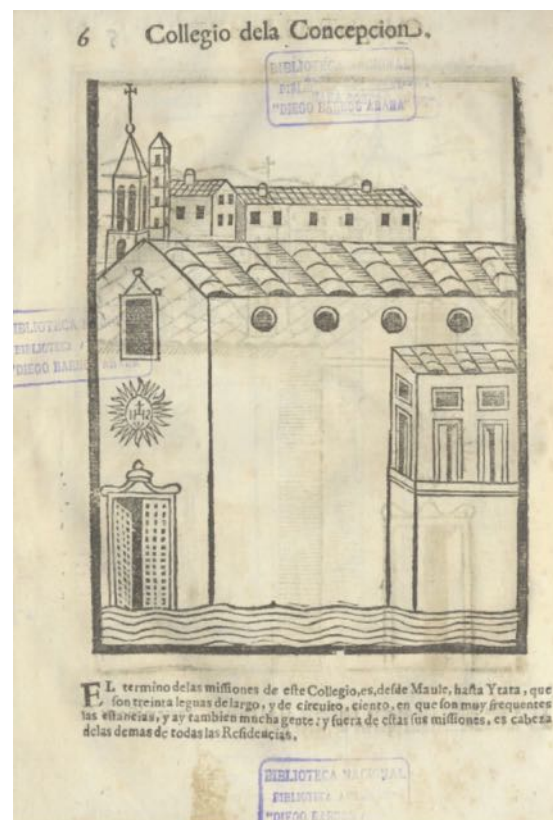 6 Collegio dela Concepcion.
BIBLIOTECA NACIONAL
"DIEGO BARROS ARANA"
BIBLIOTECA
BIBLIOTECA
"DIEGO BARROS ARANA"
EL termino delas miſſiones de eſte Collegio, es, deſde Maule, haſta Ytata, que
ſon treinta leguas de largo, y de circuito, ciento, en que ſon muy frequentes
las eſtancias, y ay tambien mucha gente; y fuera de eſtas ſus miſſiones, es cabeza
delas demas de todas las Reſidencias.
BIBLIOTECA NACIONAL
BIBLIOTECA
"DIEGO BARROS